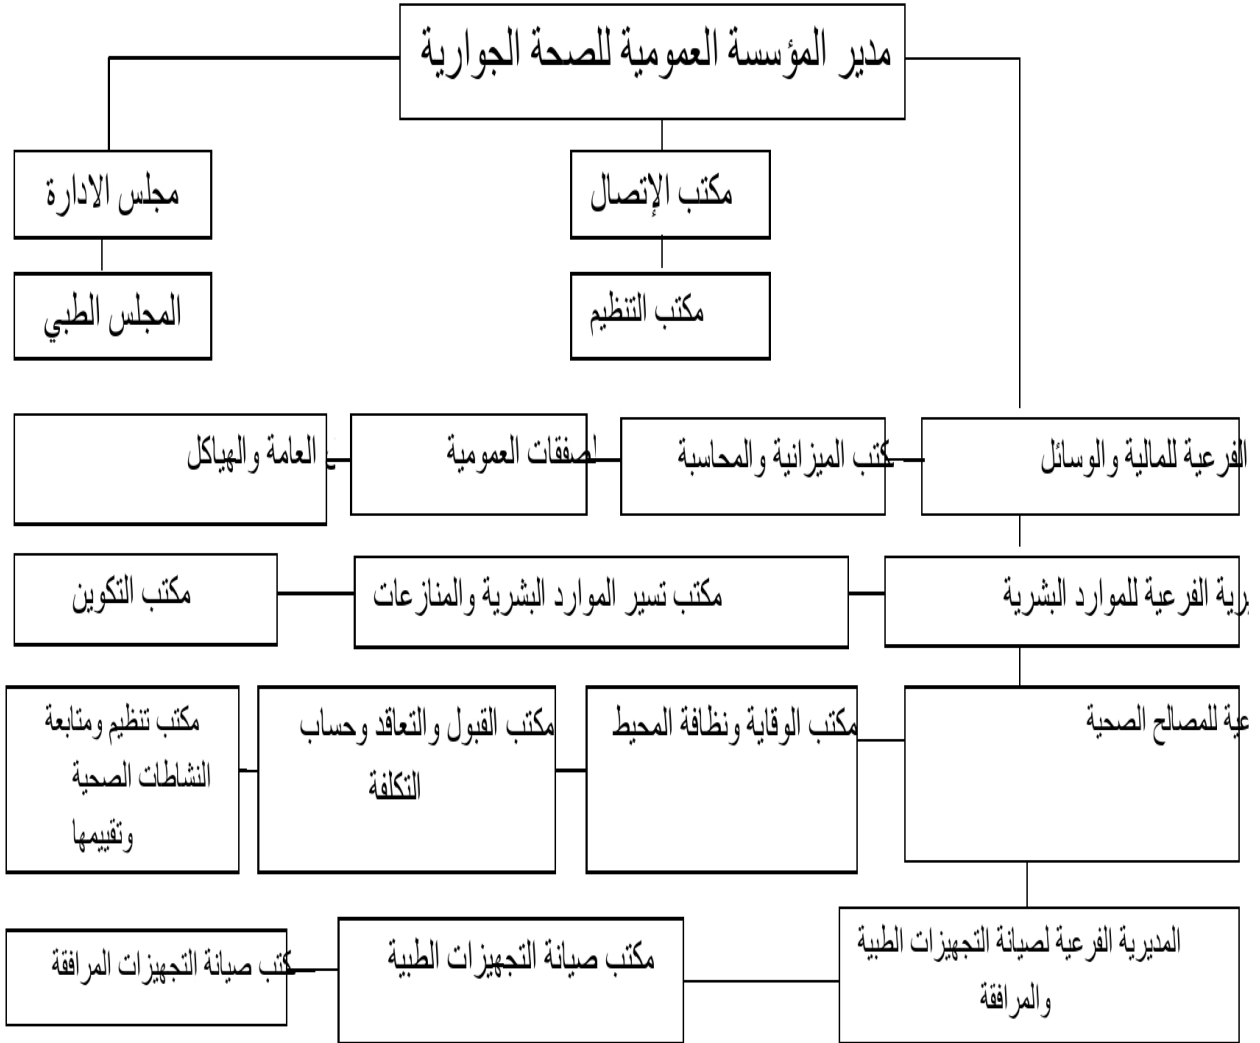 مدير المؤسسة العمومية للصحة الجوارية
مكتب الإتصال
مجلس الادارة
مكتب التنظيم
المجلس الطبي
الفرعية للمالية والوسائل
كتب الميزانية والمحاسبة
لصفقات العمومية
العامة والهياكل
الفرعية للموارد البشرية
مكتب تسير الموارد البشرية والمنازعات
مكتب التكوين
للمصالح الصحية
مكتب الوقاية ونظافة المحيط
مكتب القبول والتعاقد وحساب
التكلفة
مكتب تنظيم ومتابعة
النشاطات الصحية
وتقييمها
المديرية الفرعية لصيانة التجهيزات الطبية
والمرافقة
مكتب صيانة التجهيزات الطبية
كتب صيانة التجهيزات المرافقة